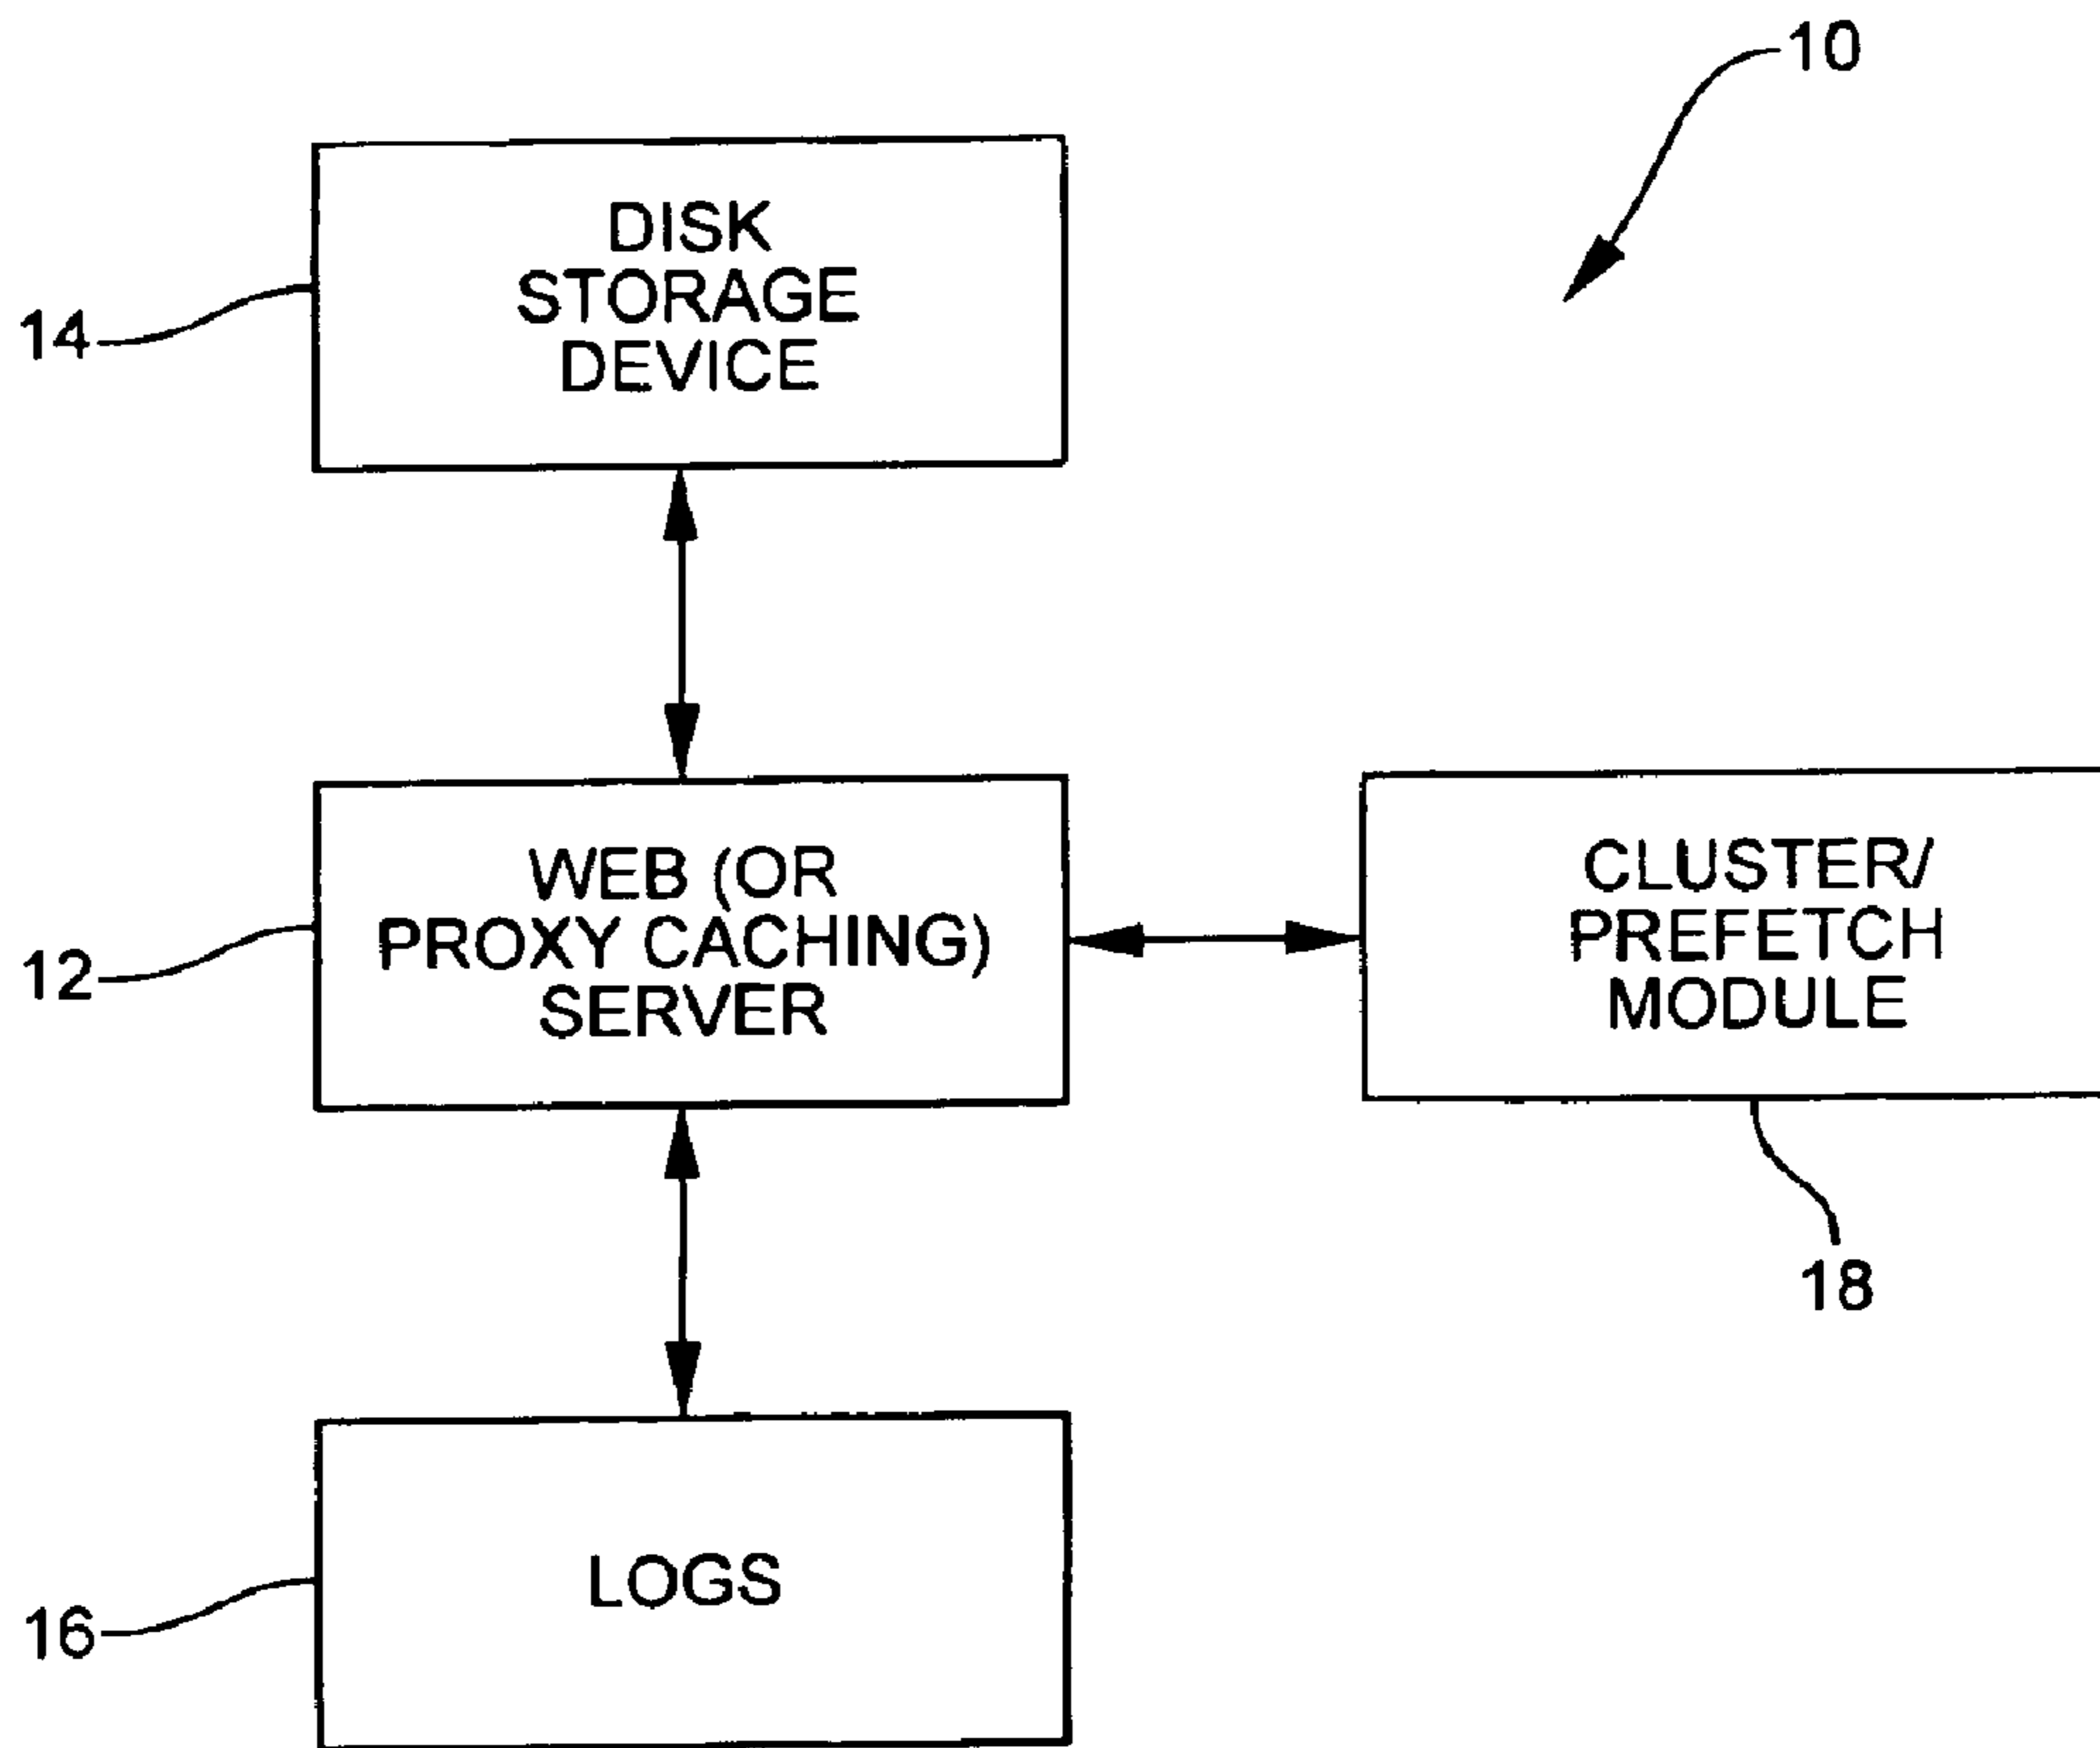 10
DISK
STORAGE
DEVICE
14
WEB (OR
PROXY CACHING)
SERVER
12
CLUSTER/
PREFETCH
MODULE
18
LOGS
16